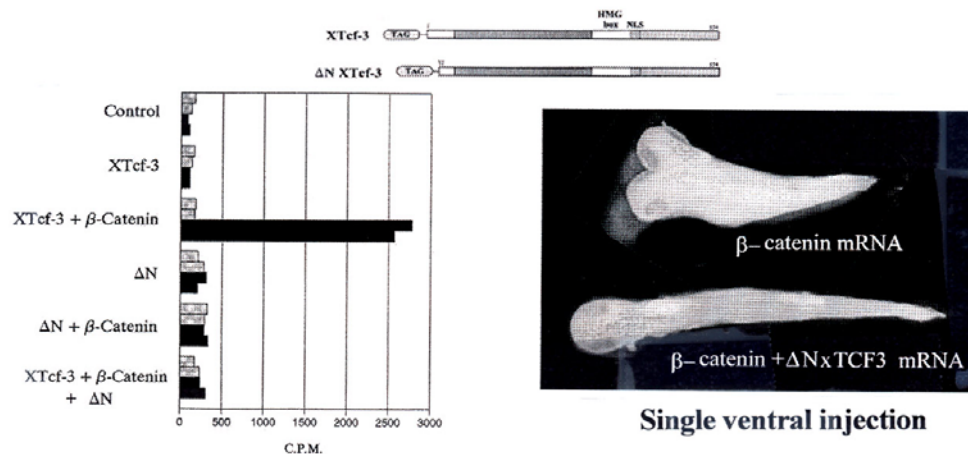 HMG
box NLS
XTcf-3 TAG 1
ΔN XTcf-3 TAG
Control
XTcf-3
XTcf-3 + β-Catenin
ΔN
ΔN + β-Catenin
XTcf-3 + β-Catenin
+ ΔN
0 500 1000 1500 2000 2500 3000
C.P.M.
β– catenin mRNA
β– catenin +ΔNxTCF3 mRNA
Single ventral injection